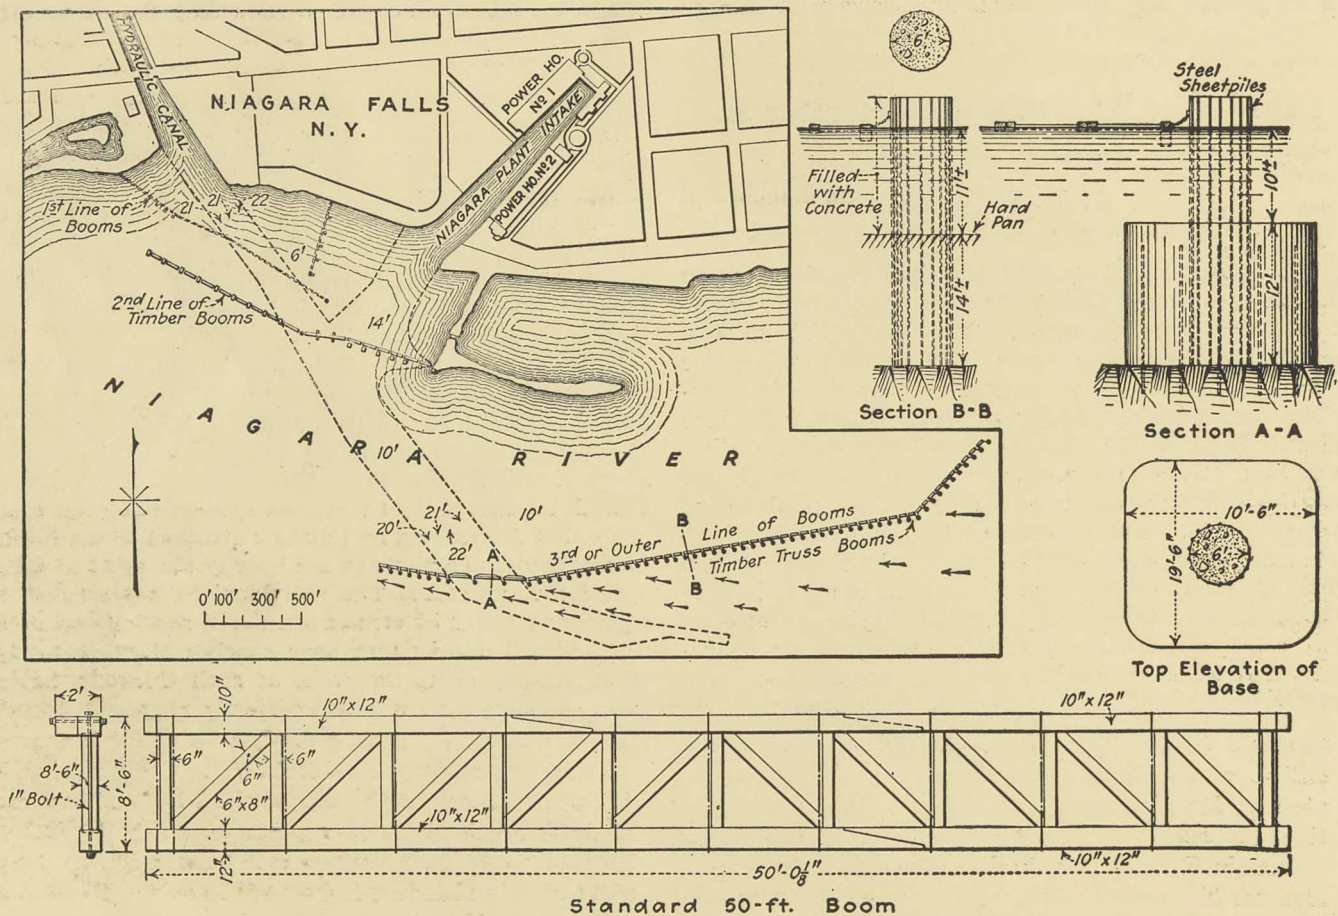 HYDRAULIC CANAL
NIAGARA FALLS
N.Y.
POWER HO.
No 1
NIAGARA PLANT INTAKE
POWER HO. No 2
1st Line of
Booms
21
21
22
6'
2nd Line of
Timber Booms
14'
NIAGARA RIVER
10'
10'
20'
21'
22'
A
A
3rd or Outer Line of Booms
Timber Truss Booms
B
B
0' 100' 300' 500'
6'
Filled
with
Concrete
11'±
Hard
Pan
14'±
Section B-B
Steel
Sheetpiles
10'±
12'
Section A-A
10'-6"
19'-6"
6'
Top Elevation of
Base
2'
8'-6"
1" Bolt
8'-6"
10"
10"x12"
10"x12"
6"
6"
6"
6"x8"
10"x12"
12"
10"x12"
50'-0⅛"
Standard 50-ft. Boom